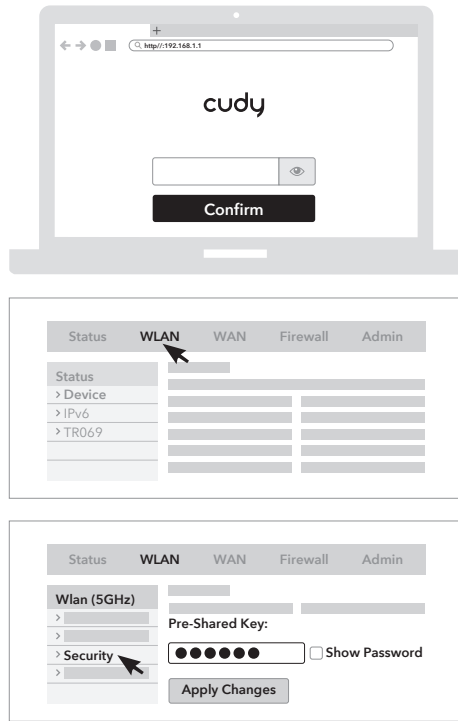 +
http//:192.168.1.1
cudy
Confirm
Status WLAN WAN Firewall Admin
Status
> Device
> IPv6
> TR069
Status WLAN WAN Firewall Admin
Wlan (5GHz)
>
Pre-Shared Key:
>
> Security ●●●●●● Show Password
>
Apply Changes